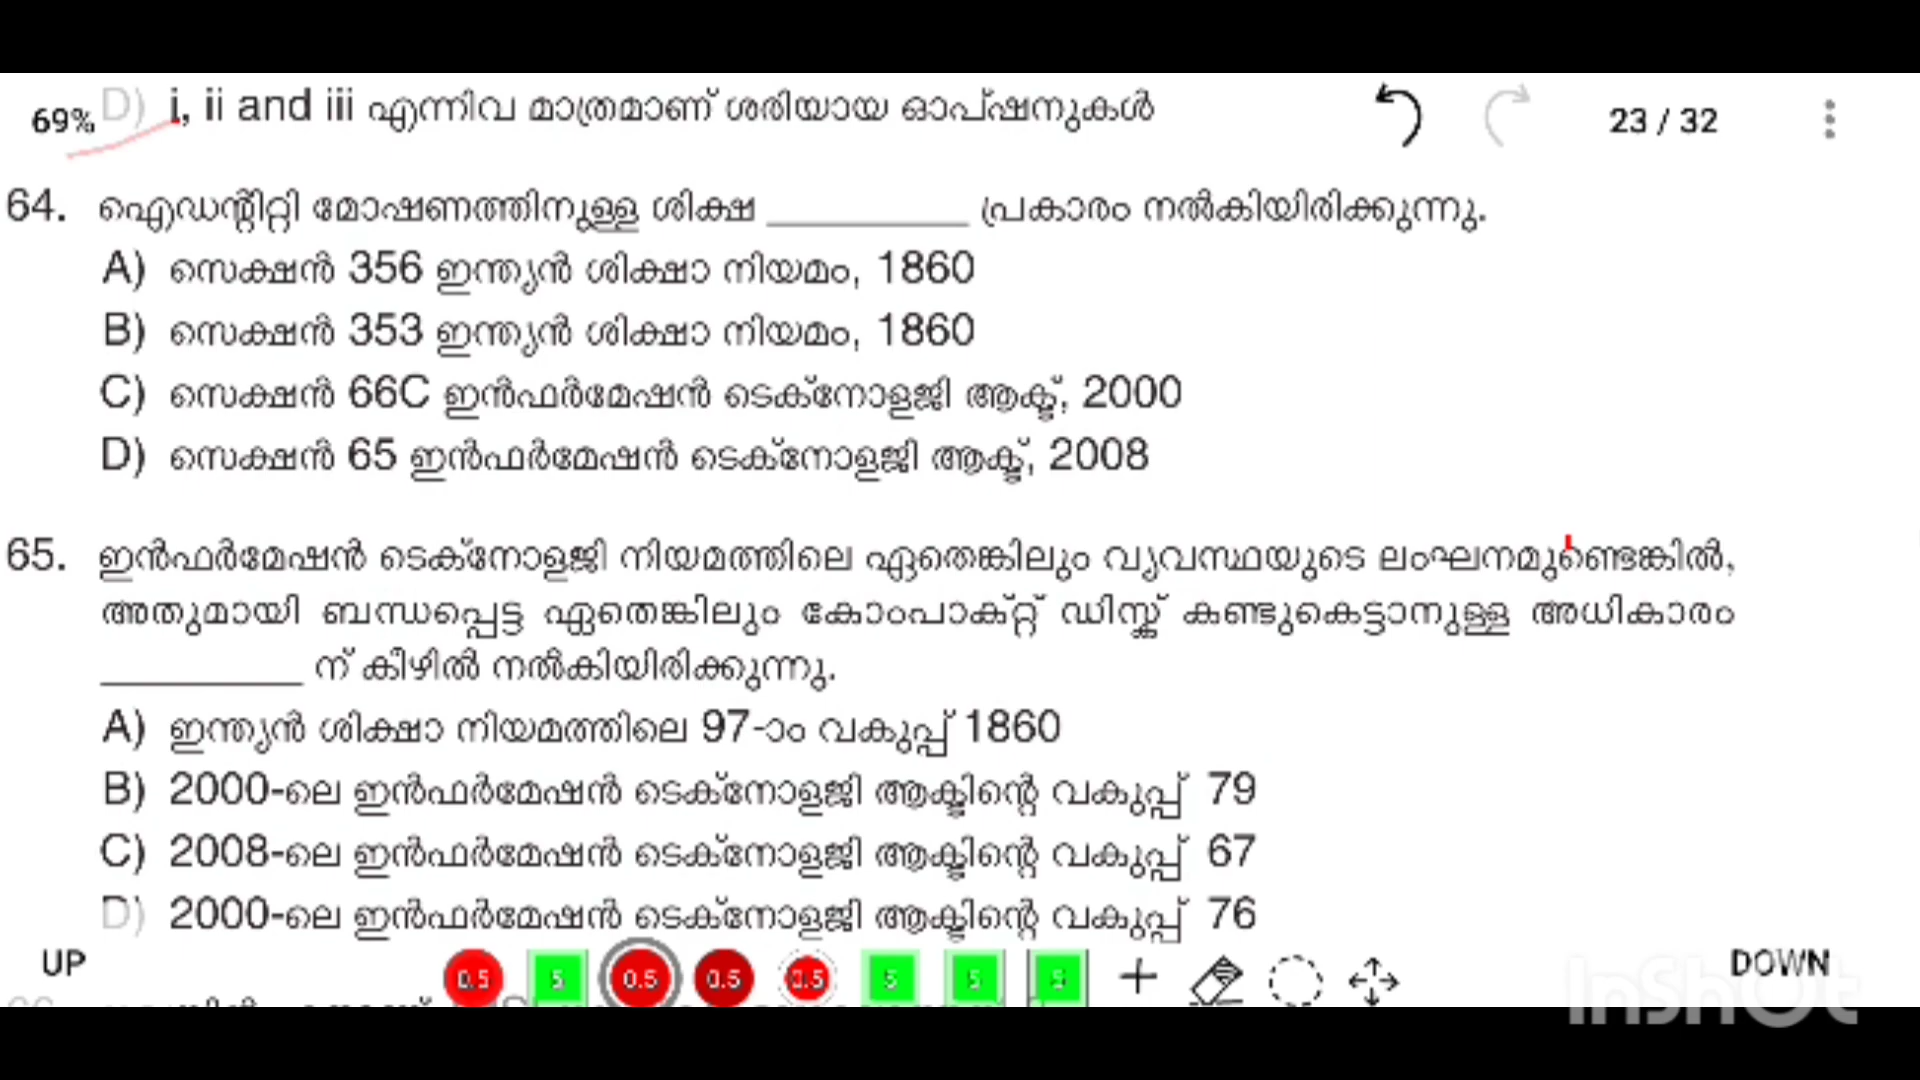 69% D) i, ii and iii എന്നിവ മാത്രമാണ് ശരിയായ ഓപ്ഷനുകൾ 23 / 32
64. ഐഡന്റിറ്റി മോഷണത്തിനുള്ള ശിക്ഷ __________ പ്രകാരം നൽകിയിരിക്കുന്നു.
A) സെക്ഷൻ 356 ഇന്ത്യൻ ശിക്ഷാ നിയമം, 1860
B) സെക്ഷൻ 353 ഇന്ത്യൻ ശിക്ഷാ നിയമം, 1860
C) സെക്ഷൻ 66C ഇൻഫർമേഷൻ ടെക്നോളജി ആക്ട്, 2000
D) സെക്ഷൻ 65 ഇൻഫർമേഷൻ ടെക്നോളജി ആക്ട്, 2008
65. ഇൻഫർമേഷൻ ടെക്നോളജി നിയമത്തിലെ ഏതെങ്കിലും വ്യവസ്ഥയുടെ ലംഘനമുണ്ടെങ്കിൽ,
അതുമായി ബന്ധപ്പെട്ട ഏതെങ്കിലും കോംപാക്റ്റ് ഡിസ്ക് കണ്ടുകെട്ടാനുള്ള അധികാരം
__________ ന് കീഴിൽ നൽകിയിരിക്കുന്നു.
A) ഇന്ത്യൻ ശിക്ഷാ നിയമത്തിലെ 97-ാം വകുപ്പ് 1860
B) 2000-ലെ ഇൻഫർമേഷൻ ടെക്നോളജി ആക്ടിന്റെ വകുപ്പ് 79
C) 2008-ലെ ഇൻഫർമേഷൻ ടെക്നോളജി ആക്ടിന്റെ വകുപ്പ് 67
D) 2000-ലെ ഇൻഫർമേഷൻ ടെക്നോളജി ആക്ടിന്റെ വകുപ്പ് 76
UP 0.5 5 0.5 0.5 0.5 5 5 5 DOWN
InShOt